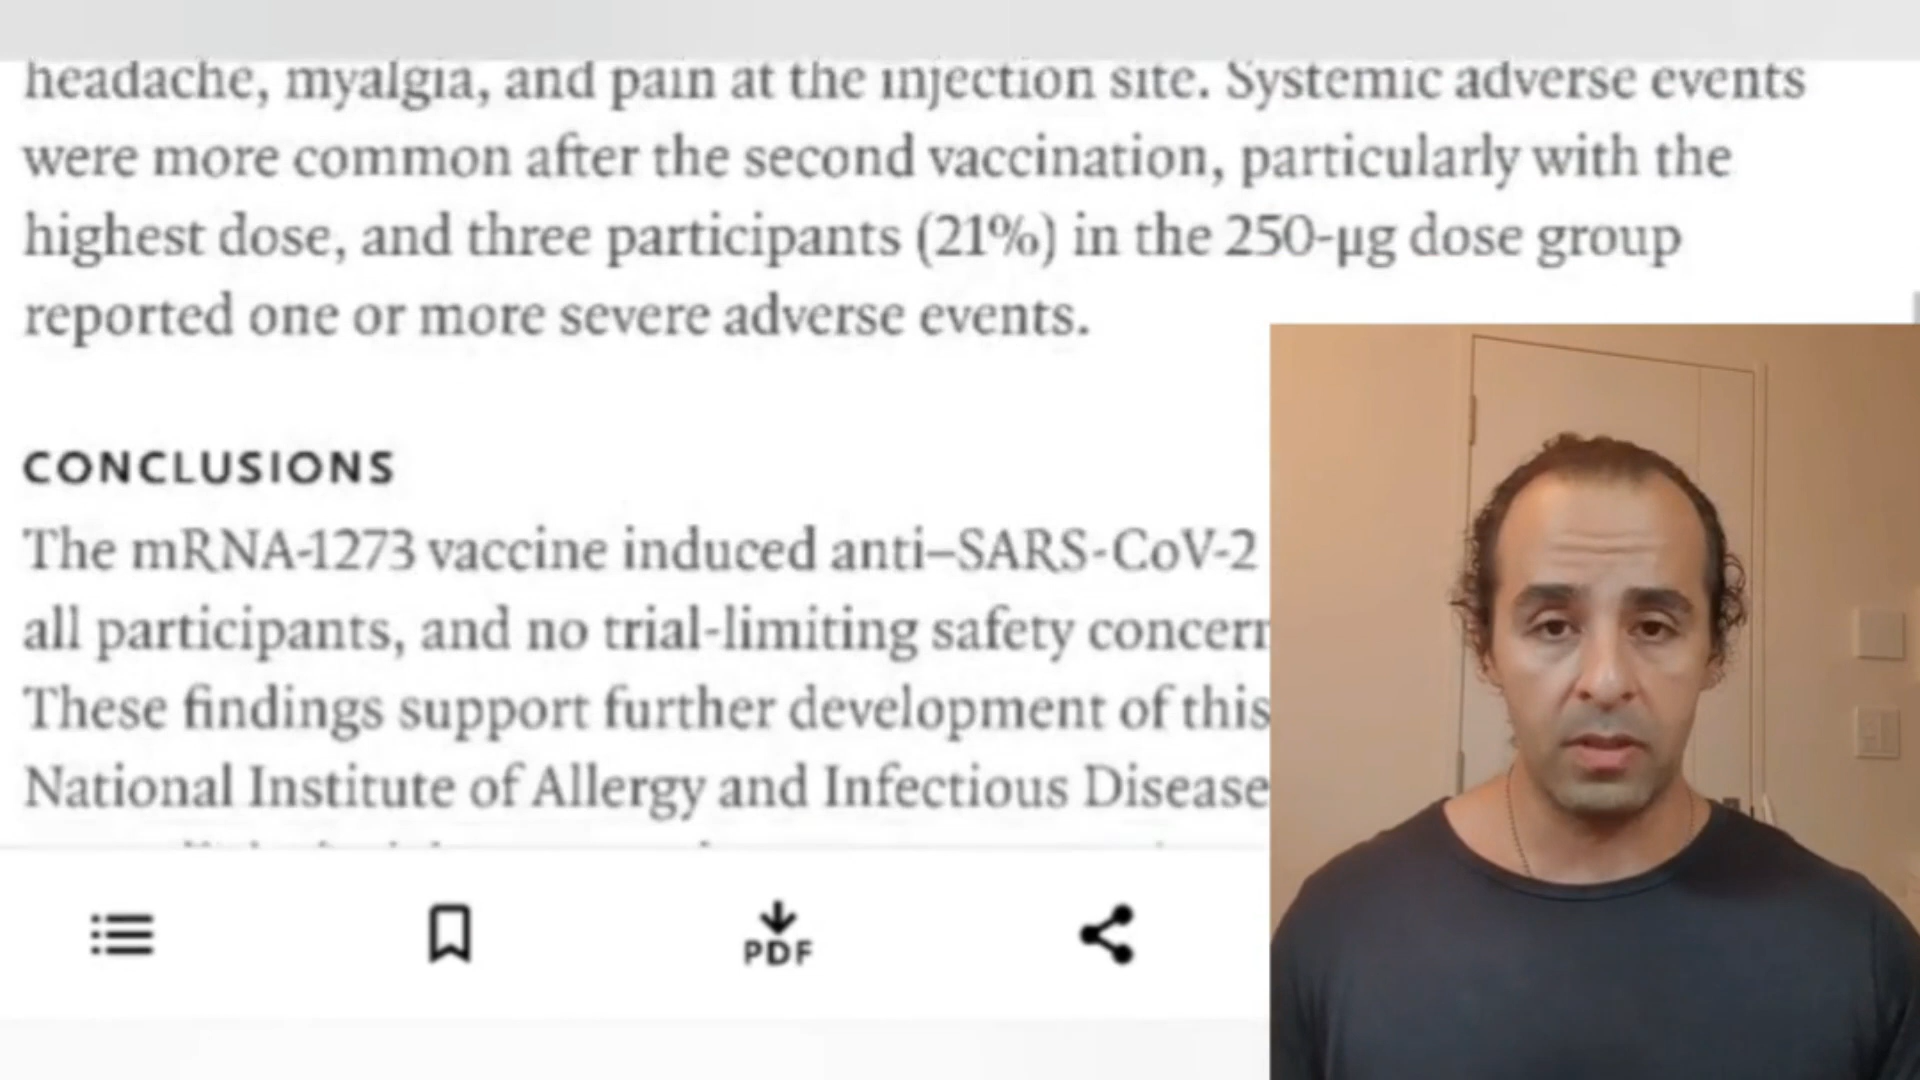 headache, myalgia, and pain at the injection site. Systemic adverse events
were more common after the second vaccination, particularly with the
highest dose, and three participants (21%) in the 250-μg dose group
reported one or more severe adverse events.
CONCLUSIONS
The mRNA-1273 vaccine induced anti–SARS-CoV-2
all participants, and no trial-limiting safety
These findings support further development of this
National Institute of Allergy and Infectious Disease
PDF